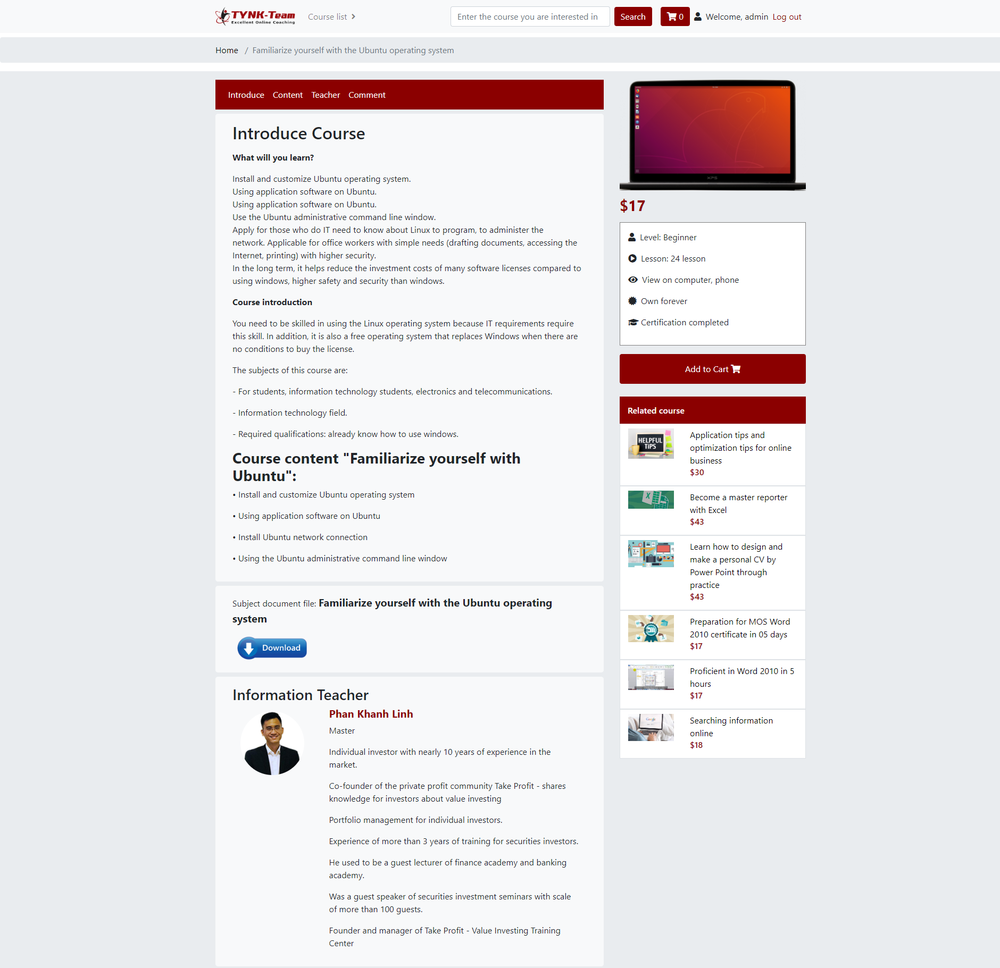 TYNK-Team
Excellent Online Coaching
Course list
Enter the course you are interested in
Search
0
Welcome, admin
Log out
Home / Familiarize yourself with the Ubuntu operating system
Introduce Content Teacher Comment
Introduce Course
What will you learn?
Install and customize Ubuntu operating system.
Using application software on Ubuntu.
Using application software on Ubuntu.
Use the Ubuntu administrative command line window.
Apply for those who do IT need to know about Linux to program, to administer the
network. Applicable for office workers with simple needs (drafting documents, accessing the
Internet, printing) with higher security.
In the long term, it helps reduce the investment costs of many software licenses compared to
using windows, higher safety and security than windows.
Course introduction
You need to be skilled in using the Linux operating system because IT requirements require
this skill. In addition, it is also a free operating system that replaces Windows when there are
no conditions to buy the license.
The subjects of this course are:
- For students, information technology students, electronics and telecommunications.
- Information technology field.
- Required qualifications: already know how to use windows.
Course content "Familiarize yourself with
Ubuntu":
• Install and customize Ubuntu operating system
• Using application software on Ubuntu
• Install Ubuntu network connection
• Using the Ubuntu administrative command line window
Subject document file: Familiarize yourself with the Ubuntu operating
system
Download
Information Teacher
Phan Khanh Linh
Master
Individual investor with nearly 10 years of experience in the
market.
Co-founder of the private profit community Take Profit - shares
knowledge for investors about value investing
Portfolio management for individual investors.
Experience of more than 3 years of training for securities investors.
He used to be a guest lecturer of finance academy and banking
academy.
Was a guest speaker of securities investment seminars with scale
of more than 100 guests.
Founder and manager of Take Profit - Value Investing Training
Center
XPS
$17
Level: Beginner
Lesson: 24 lesson
View on computer, phone
Own forever
Certification completed
Add to Cart
Related course
HELPFUL
TIPS
Application tips and
optimization tips for online
business
$30
X
Become a master reporter
with Excel
$43
Learn how to design and
make a personal CV by
Power Point through
practice
$43
Preparation for MOS Word
2010 certificate in 05 days
$17
Proficient in Word 2010 in 5
hours
$17
Google
Searching information
online
$18